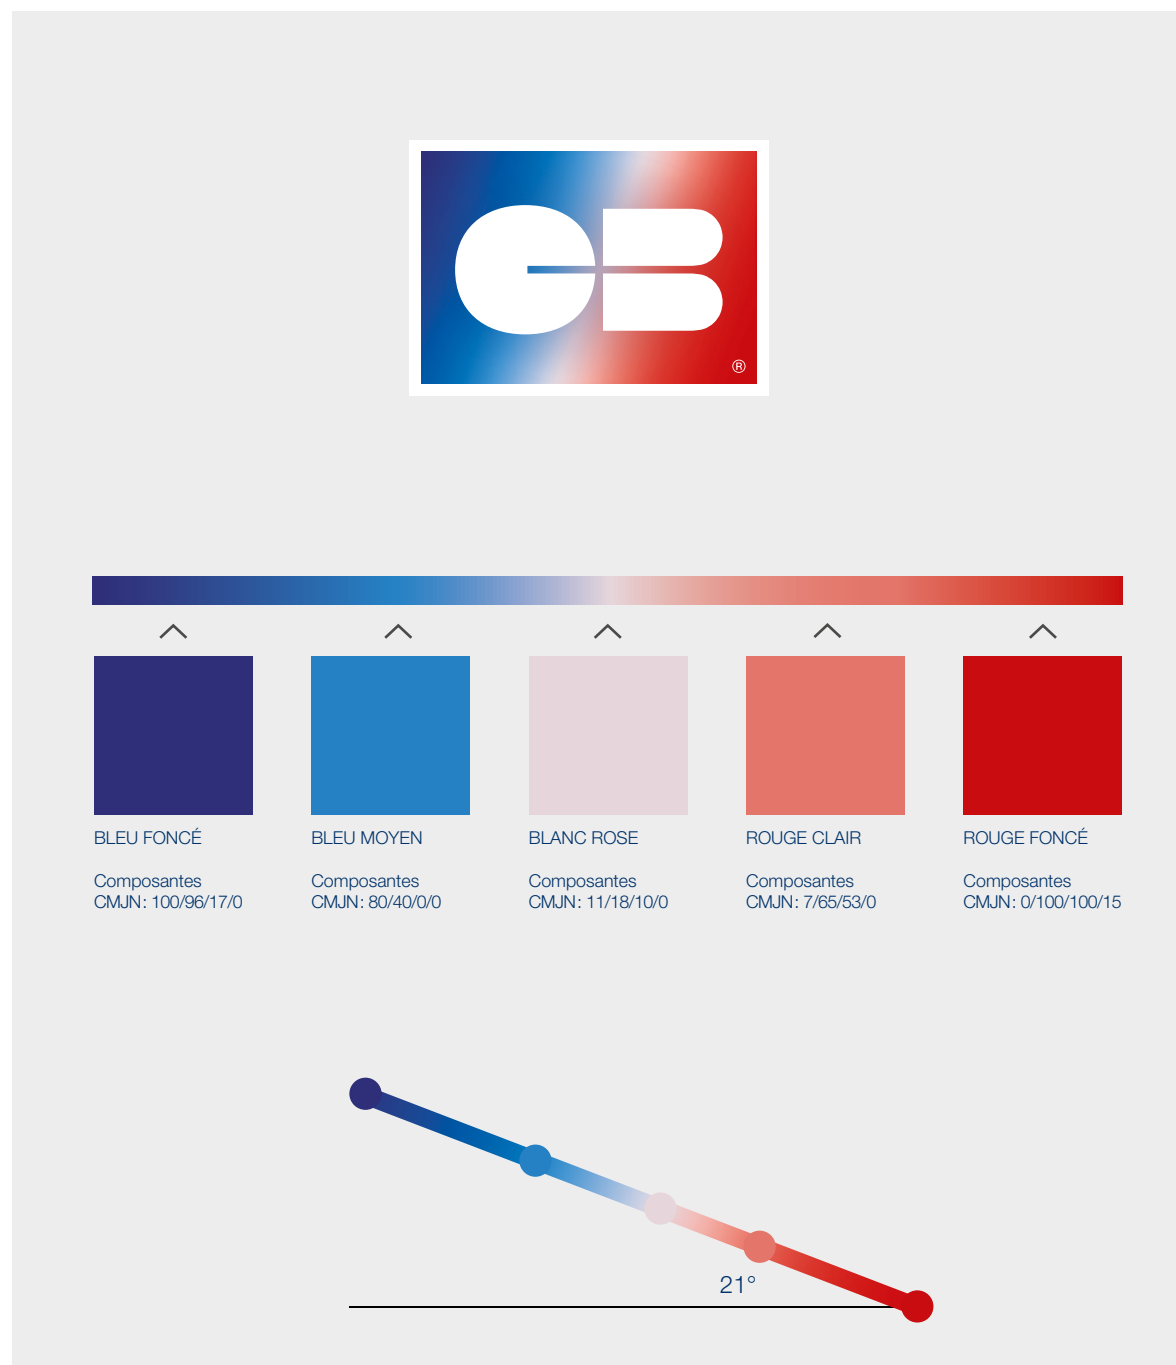 CB
®
BLEU FONCÉ
Composantes
CMJN : 100/96/17/0
BLEU MOYEN
Composantes
CMJN : 80/40/0/0
BLANC ROSE
Composantes
CMJN : 11/18/10/0
ROUGE CLAIR
Composantes
CMJN : 7/65/53/0
ROUGE FONCÉ
Composantes
CMJN : 0/100/100/15
21°